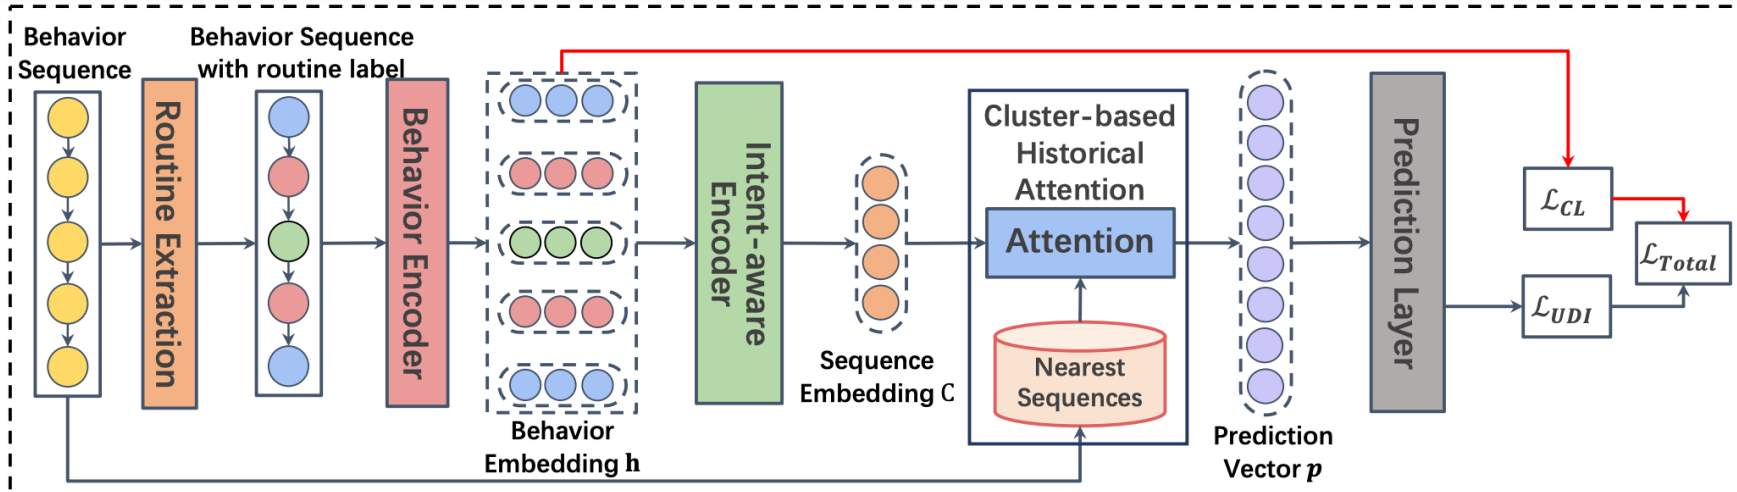 Behavior
Sequence
Routine Extraction
Behavior Sequence
with routine label
Behavior Encoder
Behavior
Embedding h
Intent-aware
Encoder
Sequence
Embedding C
Cluster-based
Historical
Attention
Attention
Nearest
Sequences
Prediction
Vector p
Prediction Layer
ℒCL
ℒUDI
ℒTotal